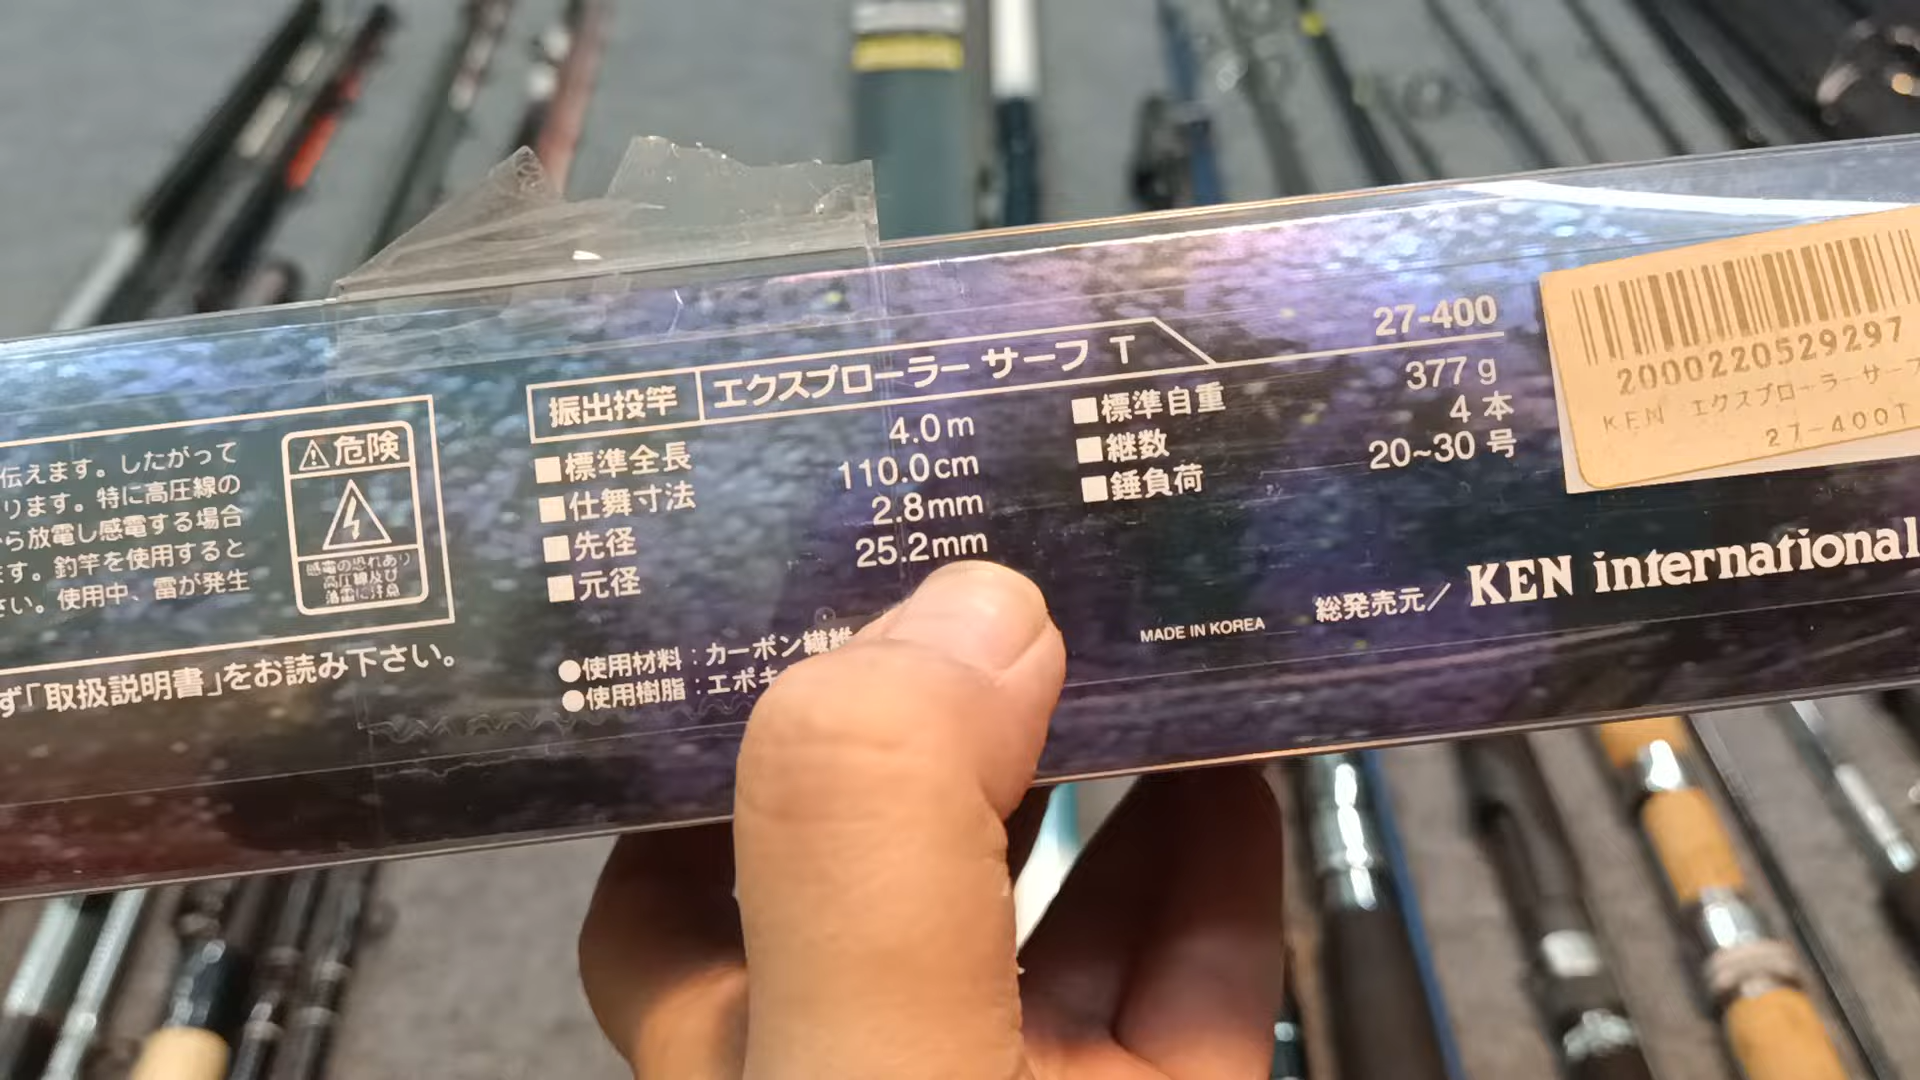 伝えます。したがって
ります。特に高圧線の
ら放電し感電する場合
ます。釣竿を使用すると
さい。使用中、雷が発生
ず「取扱説明書」をお読み下さい。
⚠危険
感電の恐れあり
高圧線及び
落雷に注意
振出投竿 エクスプローラー サーフ T 27-400
■標準全長 4.0m
■仕舞寸法 110.0cm
■先径 2.8mm
■元径 25.2mm
■標準自重 377g
■継数 4本
■錘負荷 20~30号
●使用材料:カーボン繊維
●使用樹脂:エポキ
MADE IN KOREA
総発売元/KEN international
2000220529297
KEN エクスプローラーサーフ
27-400T